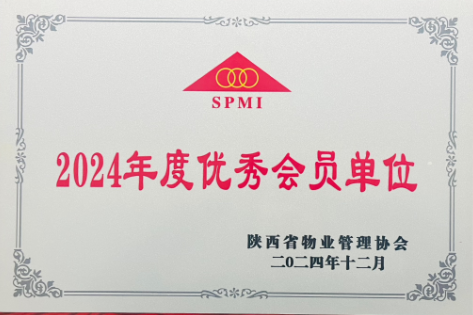 SPMI
2024年度优秀会员单位
陕西省物业管理协会
二〇二四年十二月